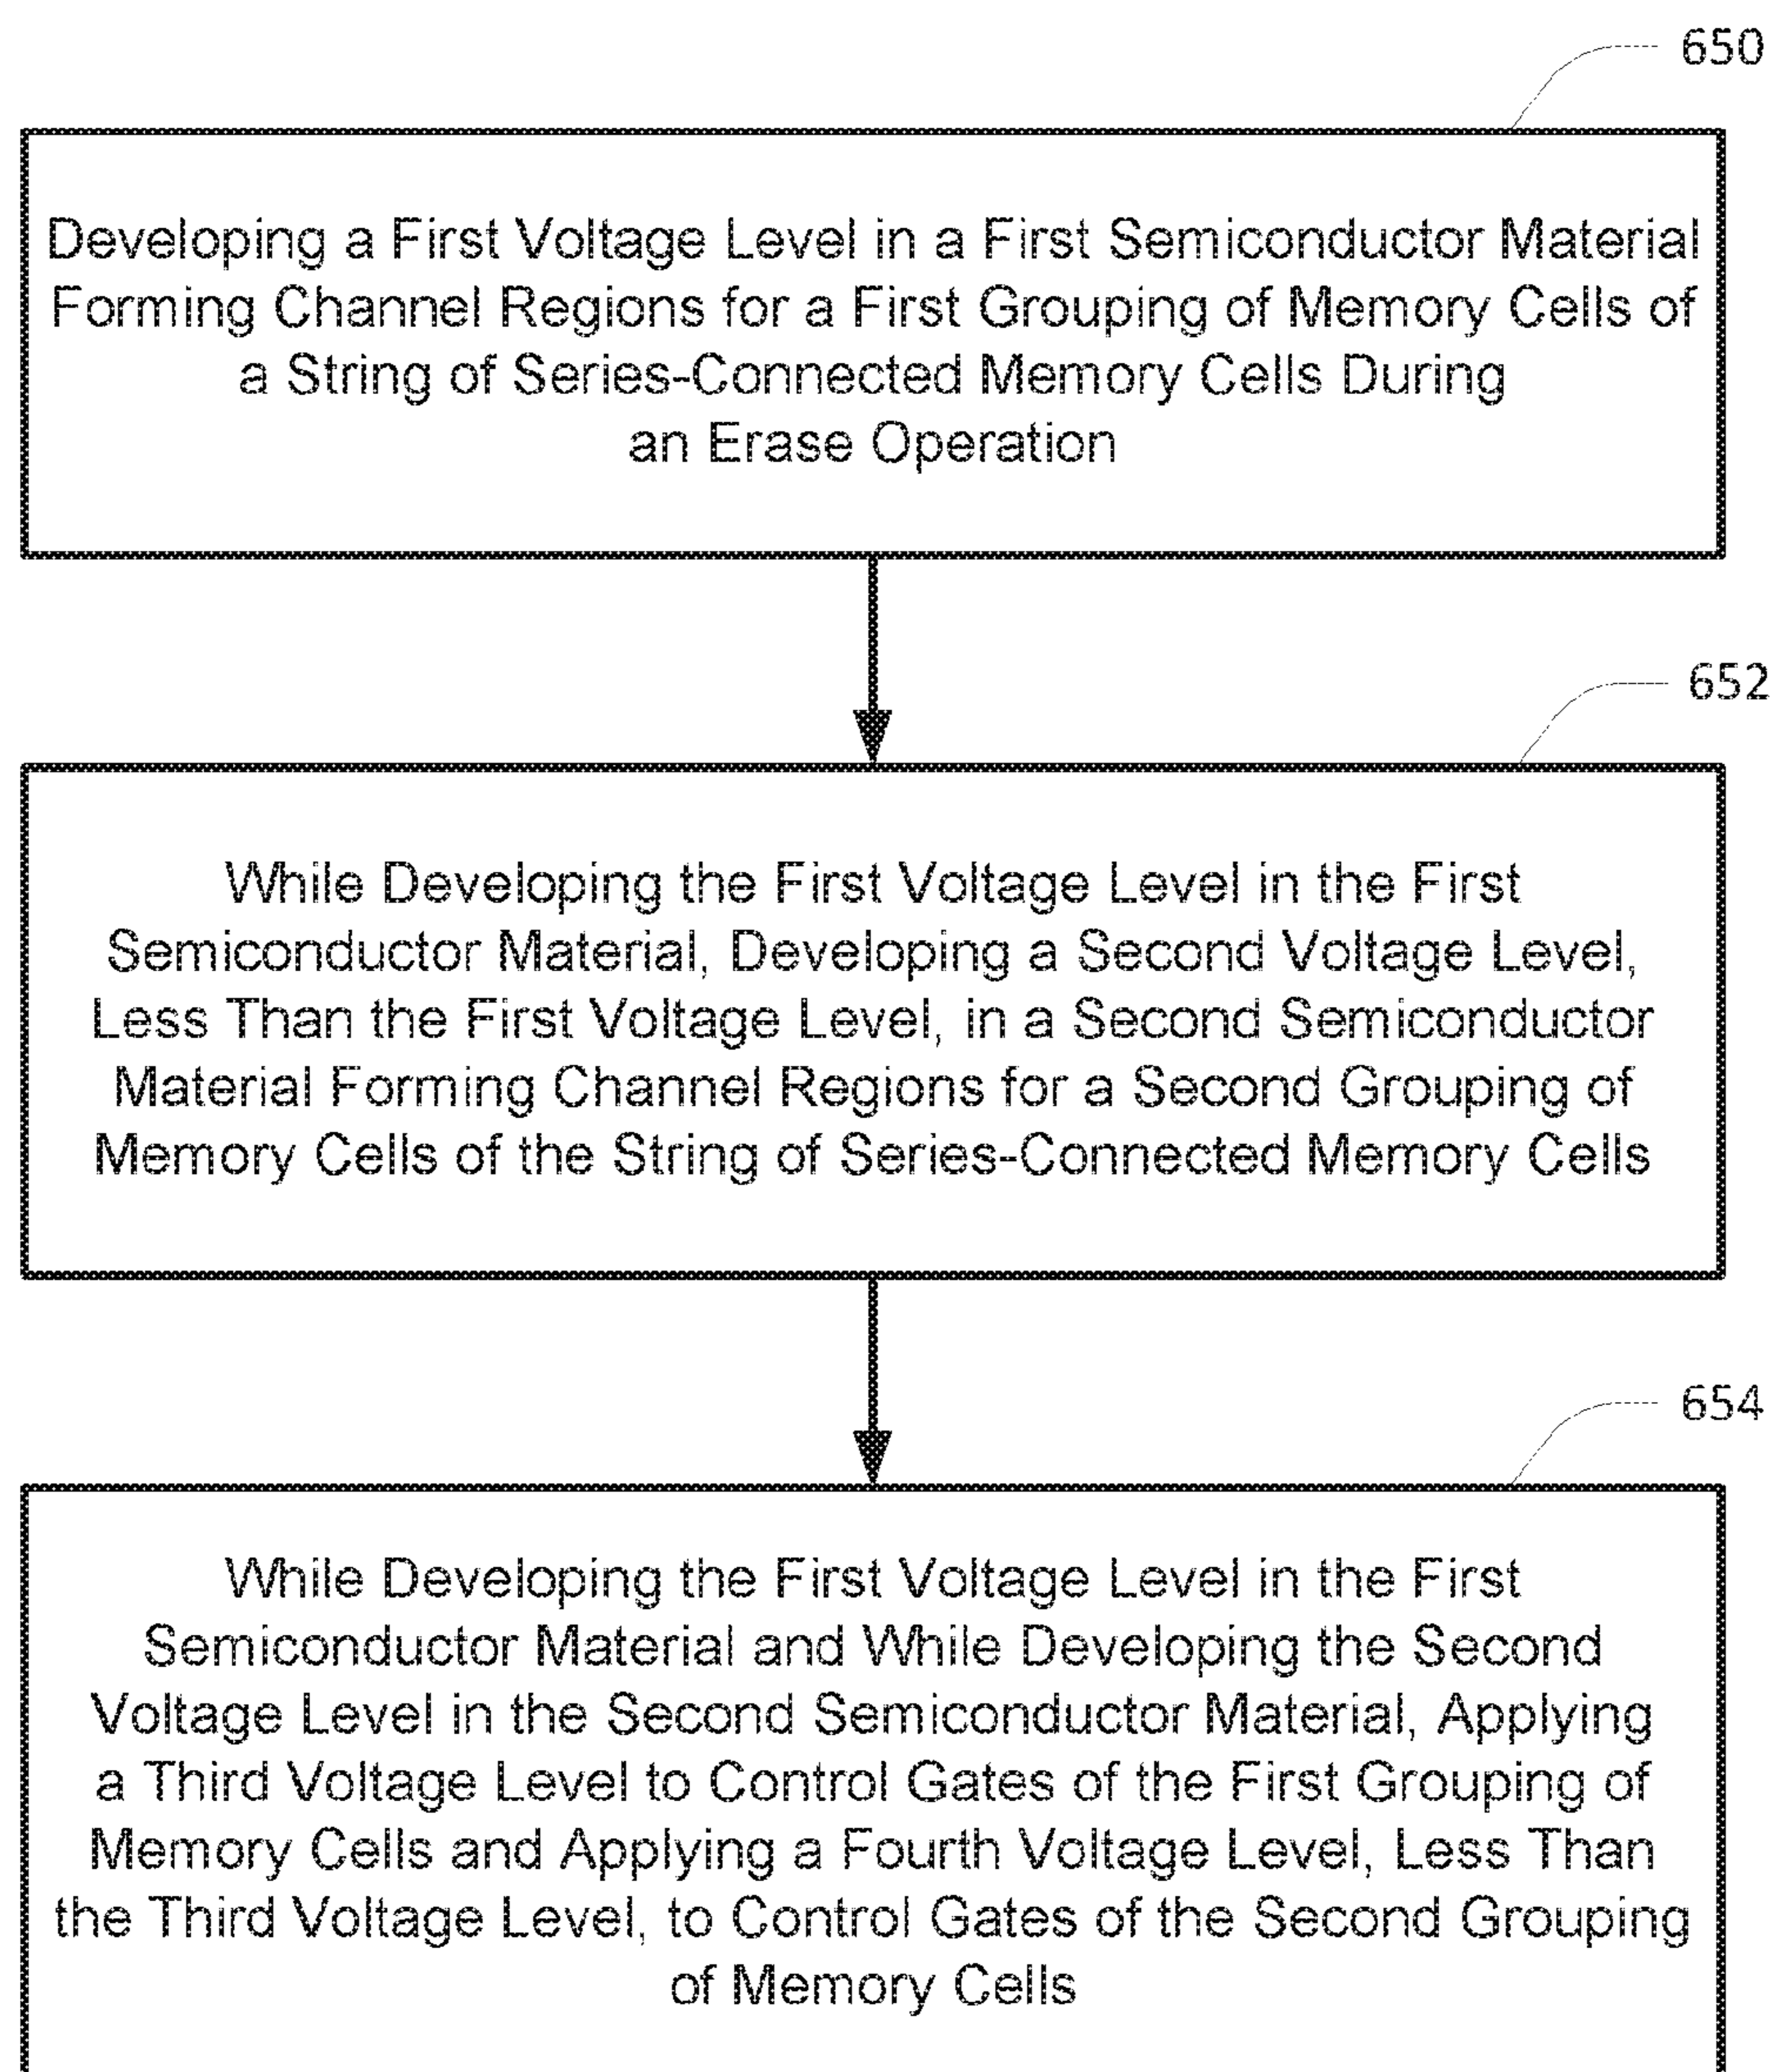 650
Developing a First Voltage Level in a First Semiconductor Material
Forming Channel Regions for a First Grouping of Memory Cells of
a String of Series-Connected Memory Cells During
an Erase Operation
652
While Developing the First Voltage Level in the First
Semiconductor Material, Developing a Second Voltage Level,
Less Than the First Voltage Level, in a Second Semiconductor
Material Forming Channel Regions for a Second Grouping of
Memory Cells of the String of Series-Connected Memory Cells
654
While Developing the First Voltage Level in the First
Semiconductor Material and While Developing the Second
Voltage Level in the Second Semiconductor Material, Applying
a Third Voltage Level to Control Gates of the First Grouping of
Memory Cells and Applying a Fourth Voltage Level, Less Than
the Third Voltage Level, to Control Gates of the Second Grouping
of Memory Cells